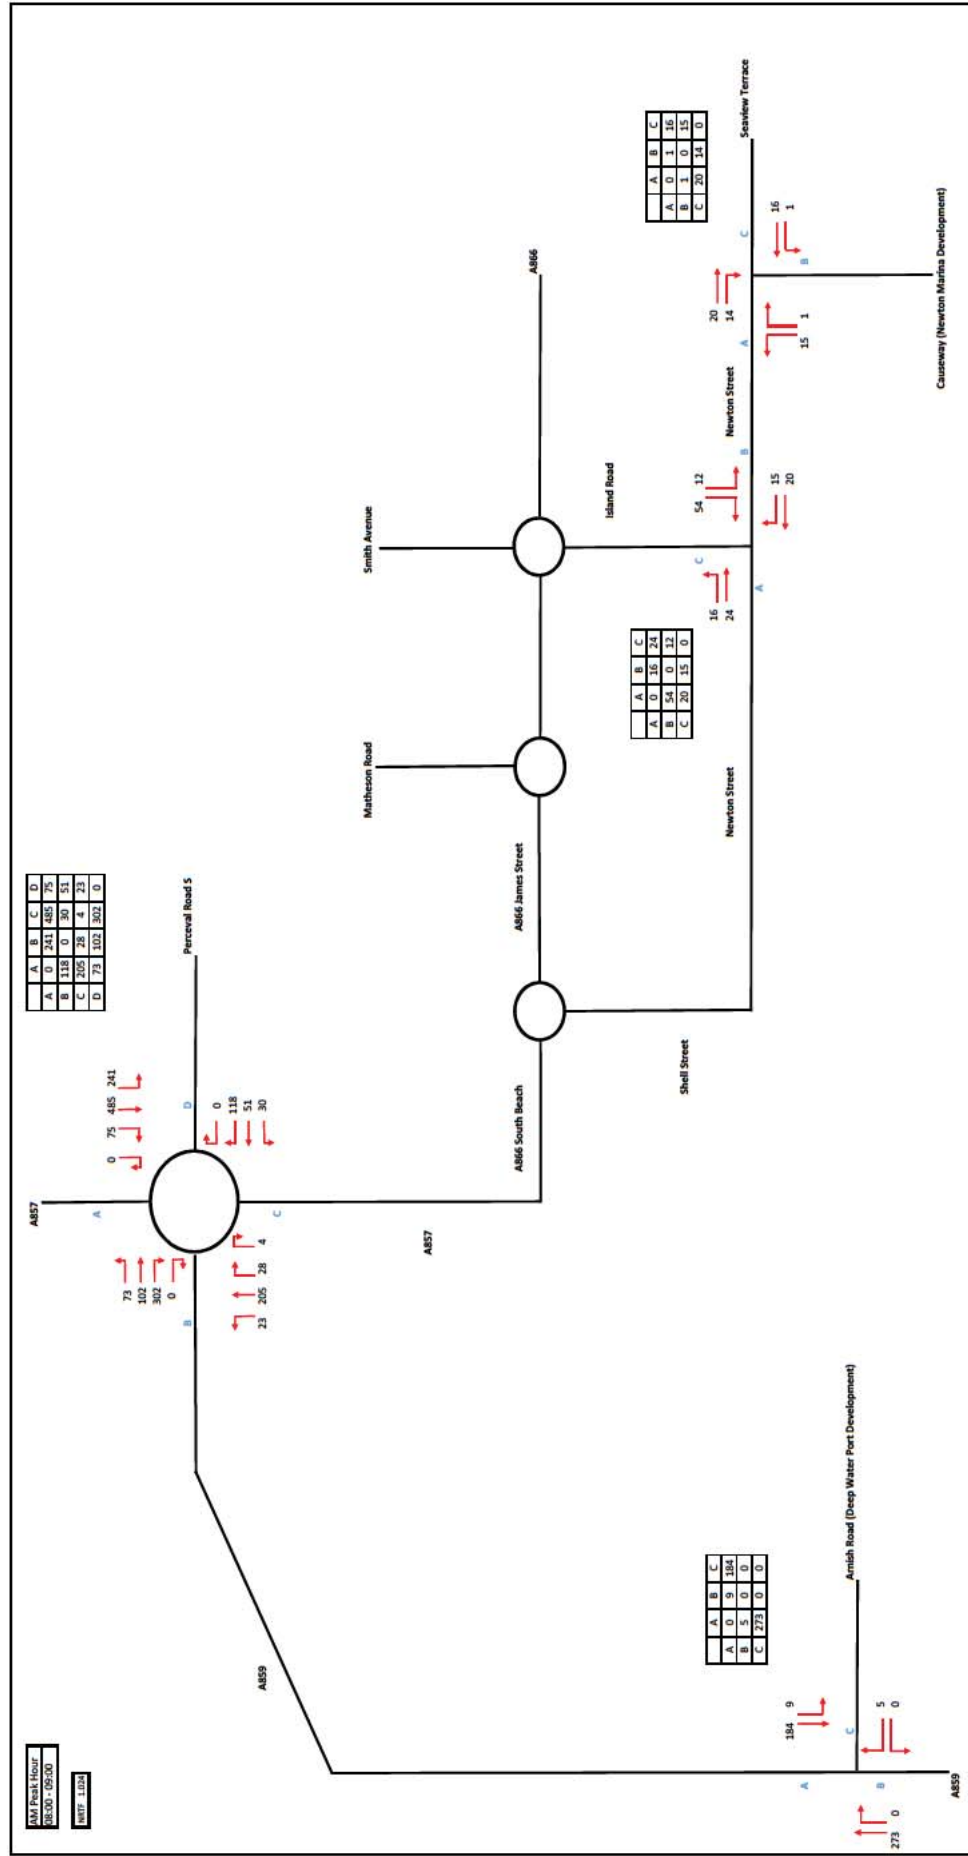 AM Peak Hour
08:00 - 09:00
NRTF 1.024
A857
A
0 75 485 241
A B C D
A 0 241 485 75
B 118 0 30 51
C 205 28 4 23
D 73 102 302 0
73
102
302
0
B
D
Perceval Road S
0
118
51
30
C
23 205 28 4
A857
A859
A866 South Beach
A866 James Street
Matheson Road
Smith Avenue
A866
Shell Street
Island Road
A B C
A 0 16 24
B 54 0 12
C 20 15 0
16
24
C
54 12
A
B
15
20
Newton Street
Newton Street
A B C
A 0 1 16
B 1 0 15
C 20 14 0
20
14
A
C
Seaview Terrace
16
1
B
15 1
Causeway (Newton Marina Development)
A B C
A 0 9 184
B 5 0 0
C 273 0 0
184 9
A
C
Arnish Road (Deep Water Port Development)
5
0
B
273 0
A859